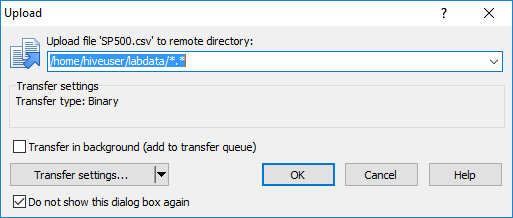 Upload
Upload file 'SP500.csv' to remote directory:
/home/hiveuser/labdata/*.*
Transfer settings
Transfer type: Binary
Transfer in background (add to transfer queue)
Transfer settings...
OK
Cancel
Help
Do not show this dialog box again